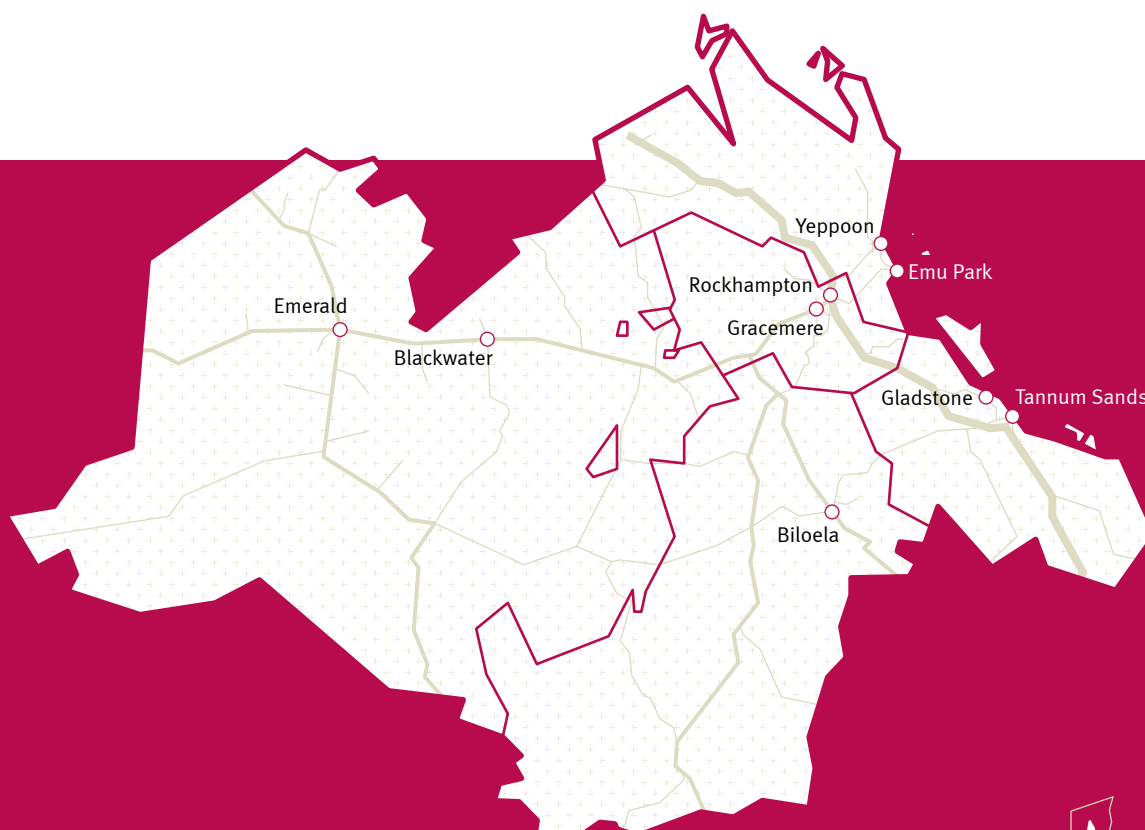 Yeppoon
Emu Park
Rockhampton
Emerald
Gracemere
Blackwater
Gladstone
Tannum Sands
Biloela